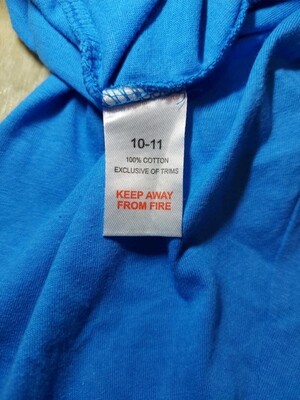 10-11
100% COTTON
EXCLUSIVE OF TRIMS
KEEP AWAY
FROM FIRE